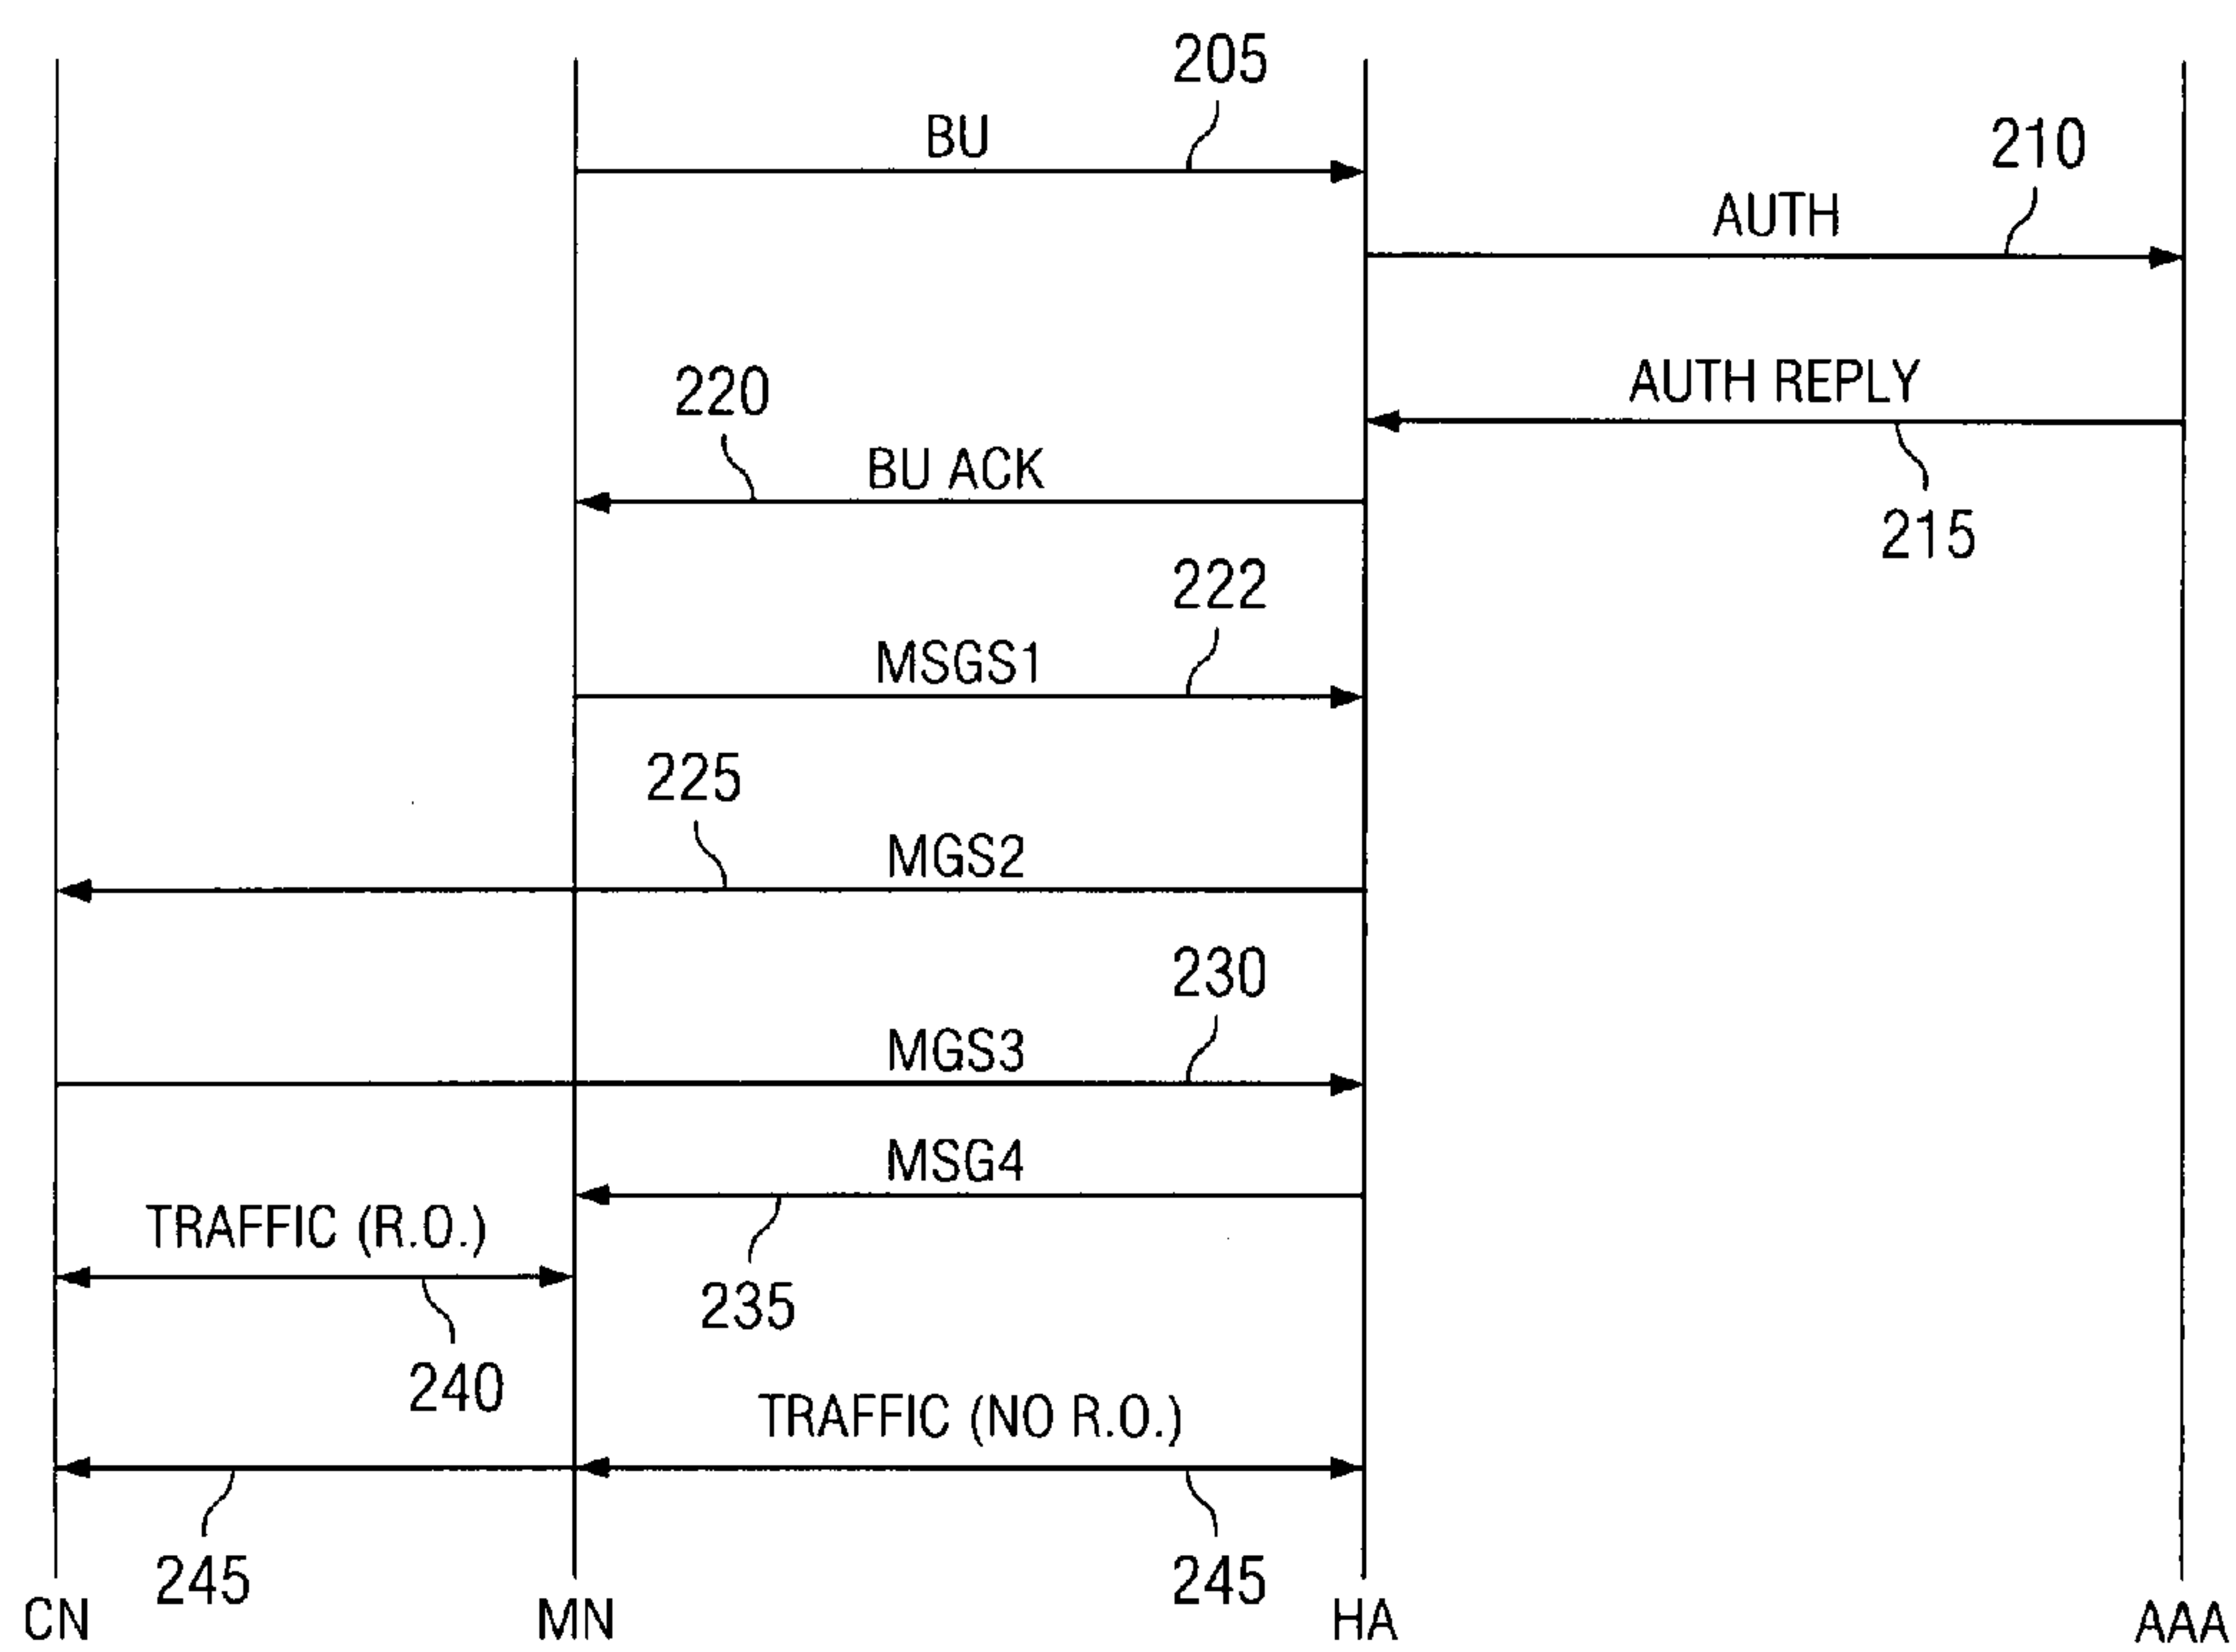 205
BU
210
AUTH
AUTH REPLY
220
BU ACK
215
222
MSGS1
225
MGS2
230
MGS3
MSG4
TRAFFIC (R.O.)
235
240
TRAFFIC (NO R.O.)
245
245
CN
MN
HA
AAA